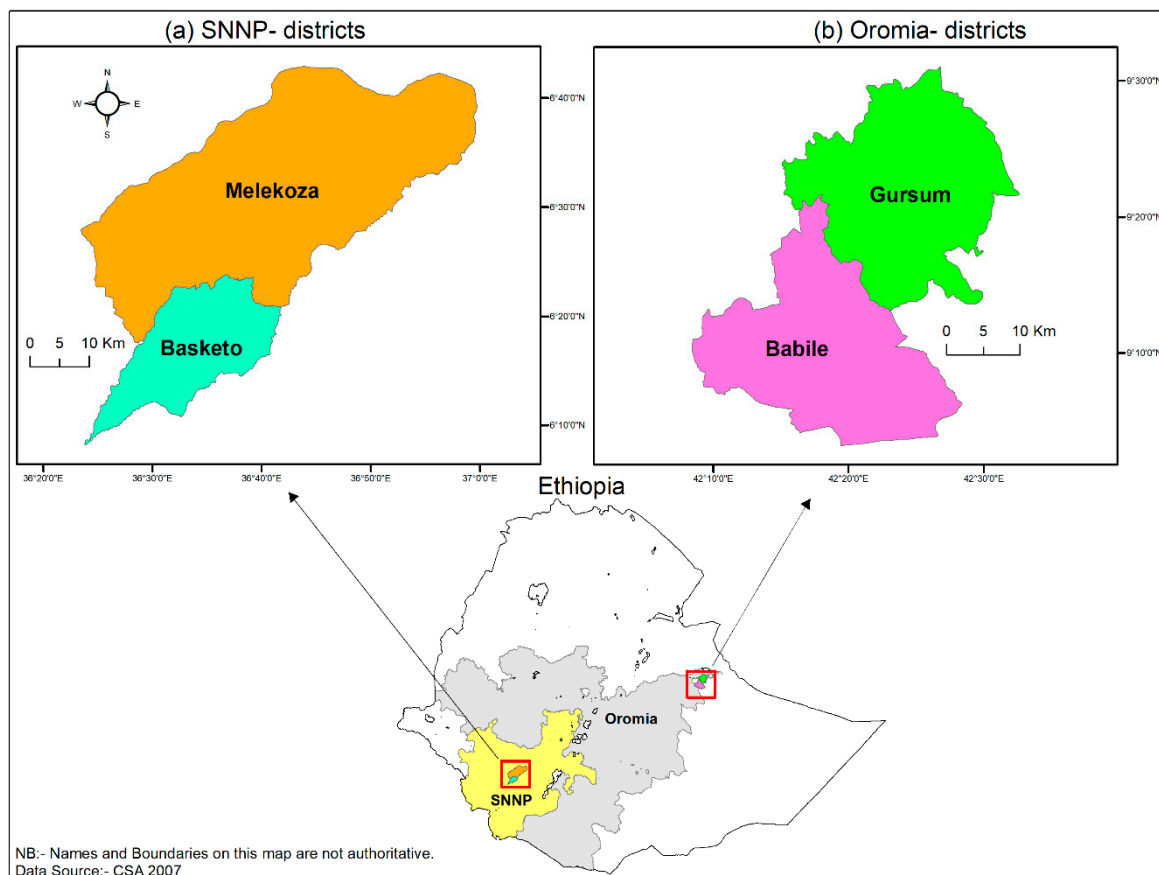 (a) SNNP- districts
(b) Oromia- districts
N
W E
S
Melekoza
Basketo
0 5 10 Km
6°40'0"N
6°30'0"N
6°20'0"N
6°10'0"N
36°20'0"E 36°30'0"E 36°40'0"E 36°50'0"E 37°0'0"E
Gursum
Babile
0 5 10 Km
9°30'0"N
9°20'0"N
9°10'0"N
42°10'0"E 42°20'0"E 42°30'0"E
Ethiopia
Oromia
SNNP
NB:- Names and Boundaries on this map are not authoritative.
Data Source:- CSA 2007